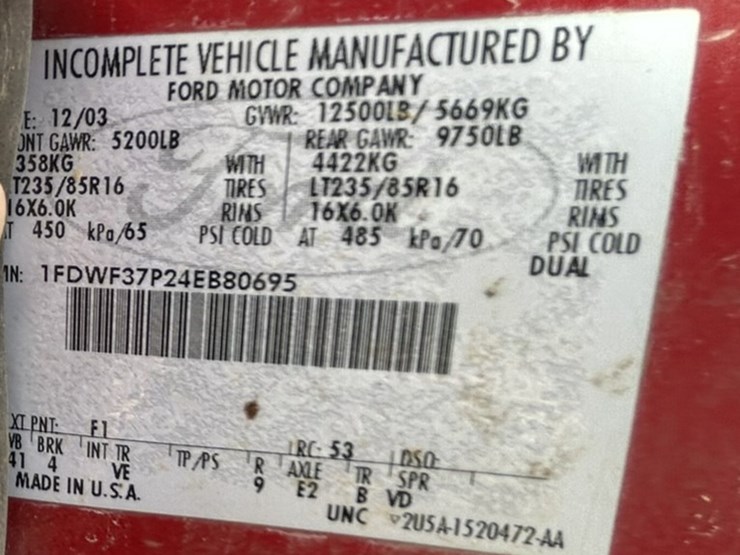 INCOMPLETE VEHICLE MANUFACTURED BY
FORD MOTOR COMPANY
E: 12/03 GVWR: 12500LB/ 5669KG
ONT GAWR: 5200LB REAR GAWR: 9750LB
358KG WITH 4422KG WITH
T235/85R16 TIRES LT235/85R16 TIRES
16X6.0K RIMS 16X6.0K RIMS
AT 450 kPa/65 PSI COLD AT 485 kPa/70 PSI COLD
DUAL
IN: 1FDWF37P24EB80695
XT PNT: F1
RC: 53 DSO:
WB BRK INT TR TP/PS R AXLE TR SPR
41 4 VE 9 E2 B VD
MADE IN U.S.A.
UNC 2U5A-1520472-AA